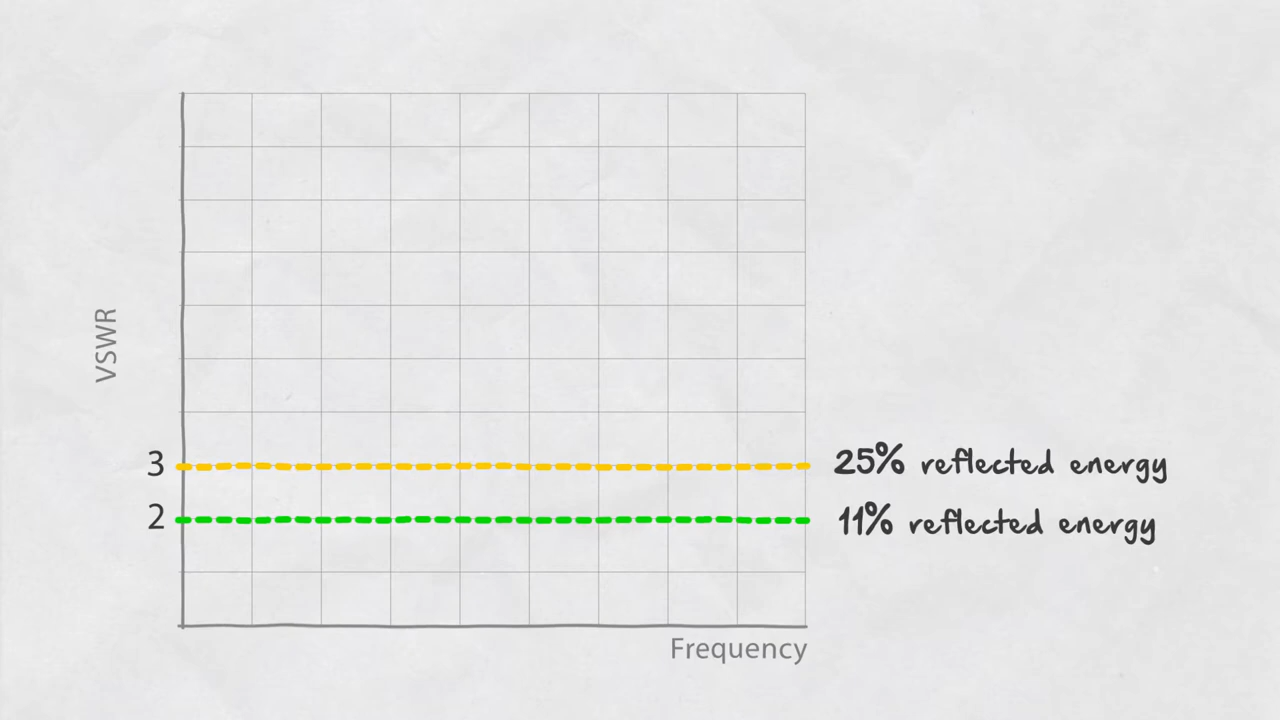 VSWR
3
25% reflected energy
2
11% reflected energy
Frequency